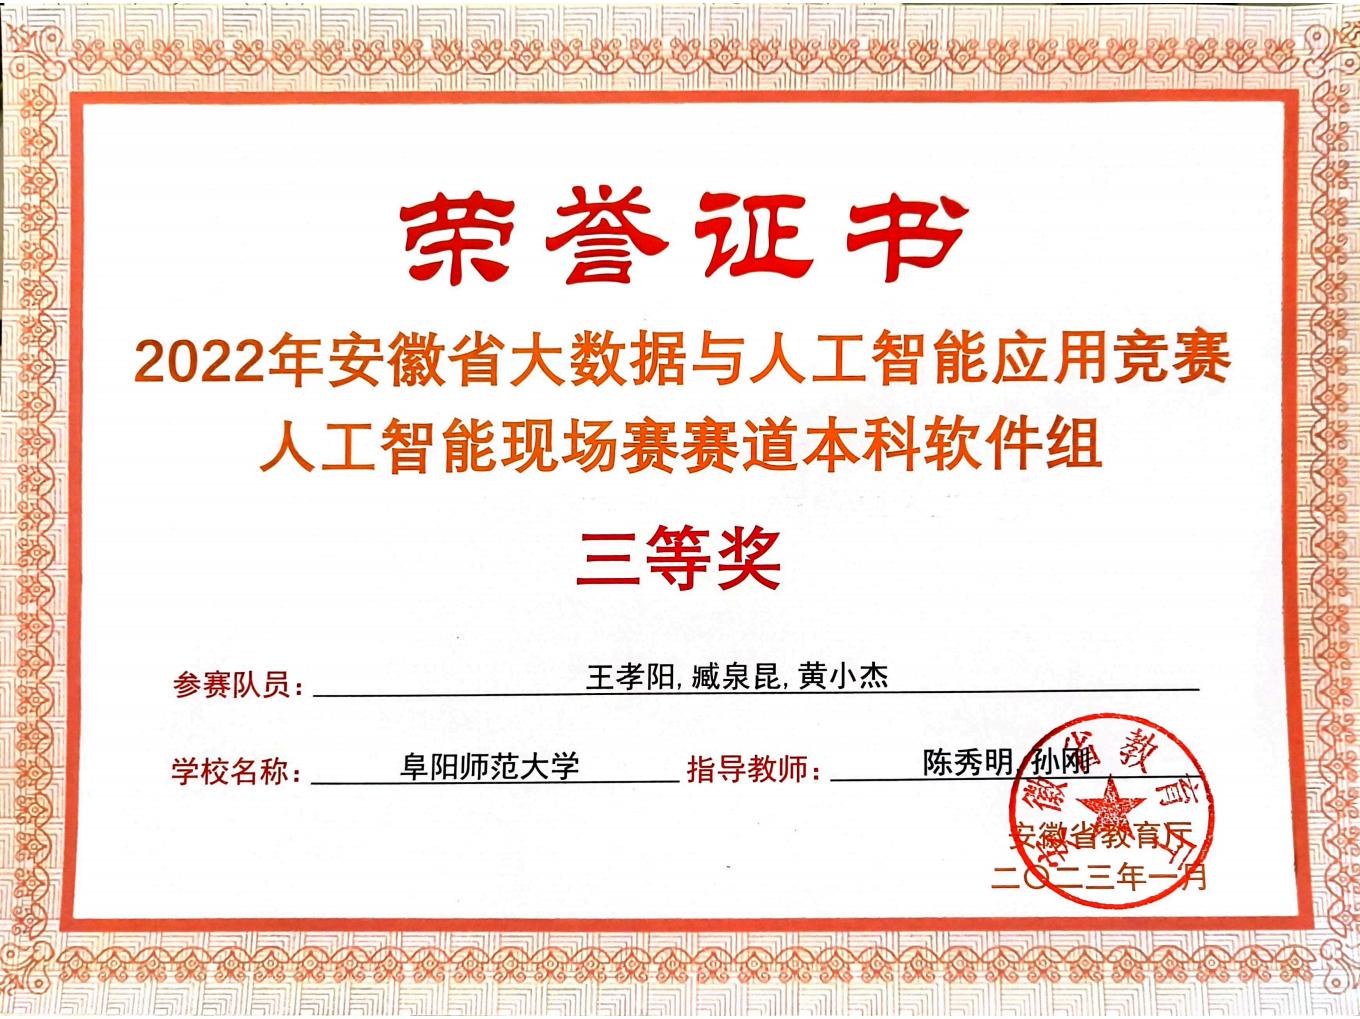 荣誉证书
2022年安徽省大数据与人工智能应用竞赛
人工智能现场赛赛道本科软件组
三等奖
参赛队员：王孝阳,臧泉昆,黄小杰
学校名称：阜阳师范大学 指导教师：陈秀明,孙刚
安徽省教育厅
安徽省教育厅
二〇二三年一月